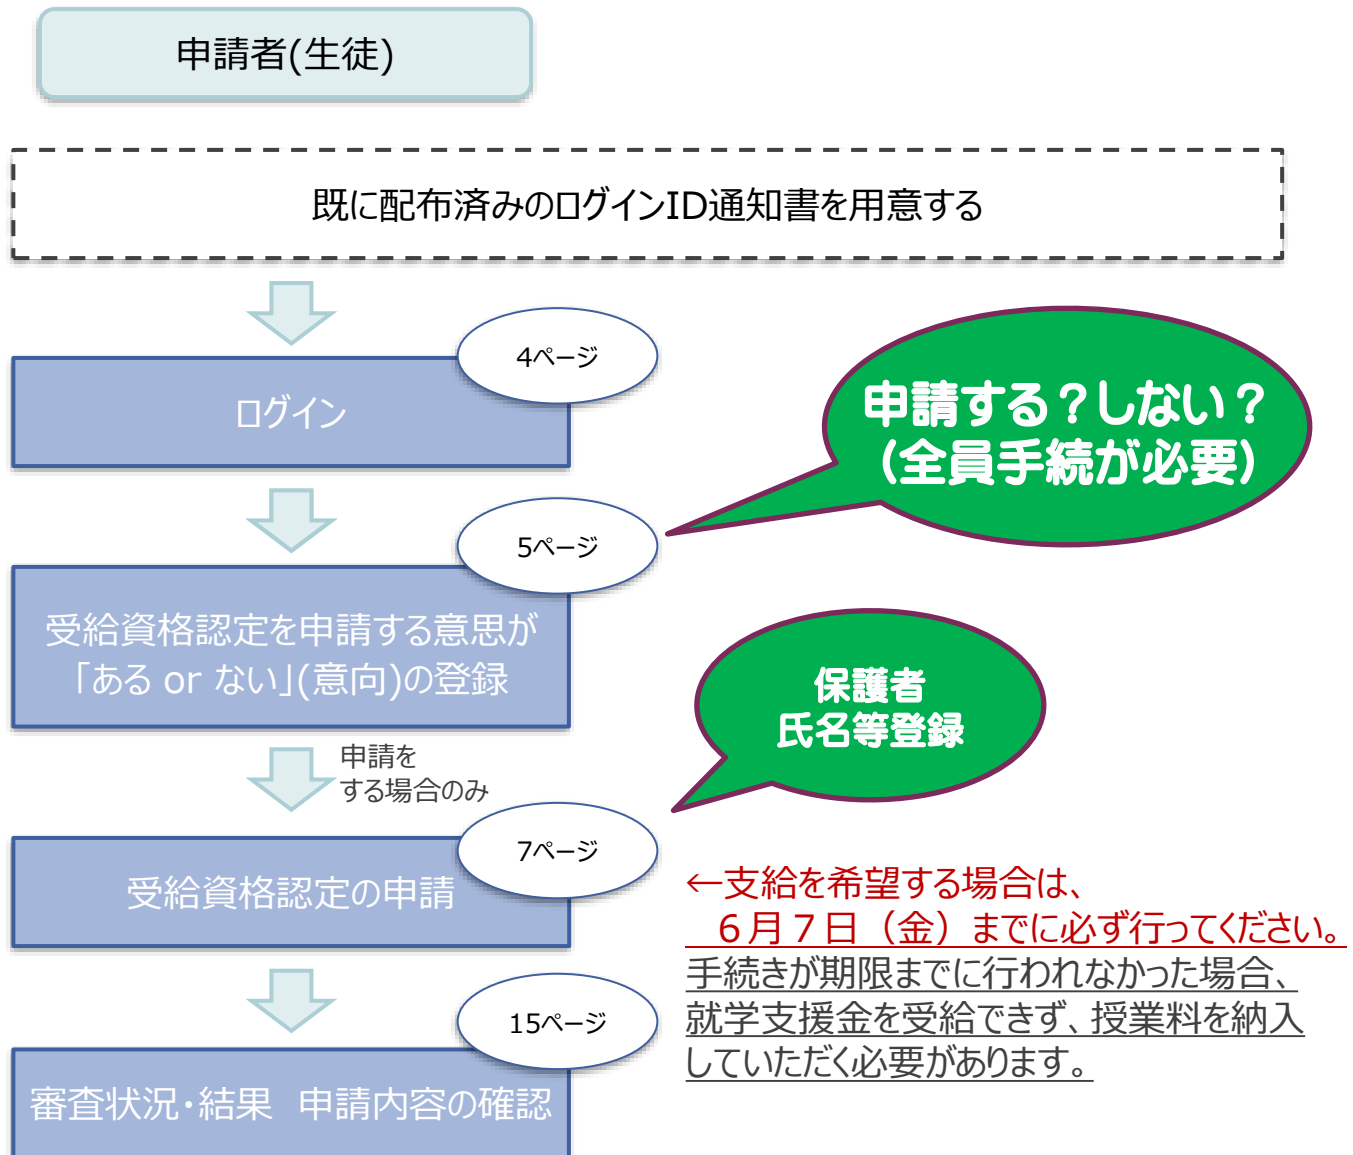 申請者(生徒)
既に配布済みのログインID通知書を用意する
4ページ
ログイン
申請する？しない？
(全員手続が必要)
5ページ
受給資格認定を申請する意思が
「ある or ない」(意向)の登録
保護者
氏名等登録
申請を
する場合のみ
7ページ
受給資格認定の申請
←支給を希望する場合は、
６月７日（金）までに必ず行ってください。
手続きが期限までに行われなかった場合、
就学支援金を受給できず、授業料を納入
していただく必要があります。
15ページ
審査状況・結果　申請内容の確認